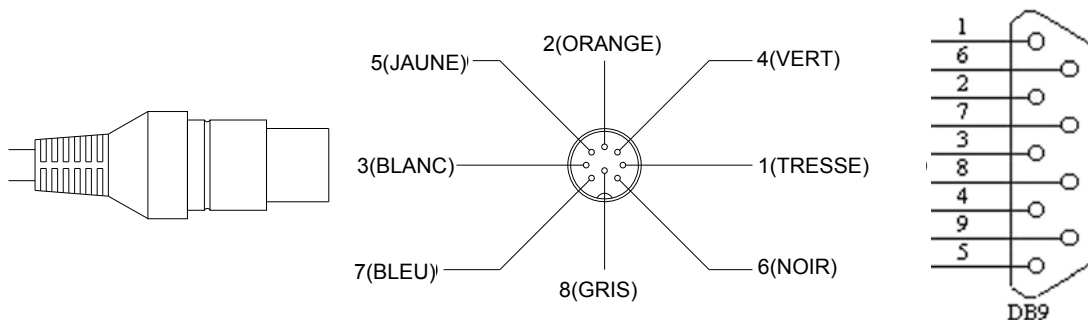 2(ORANGE)
5(JAUNE)
4(VERT)
3(BLANC)
1(TRESSE)
7(BLEU)
6(NOIR)
8(GRIS)
1
6
2
7
3
8
4
9
5
DB9